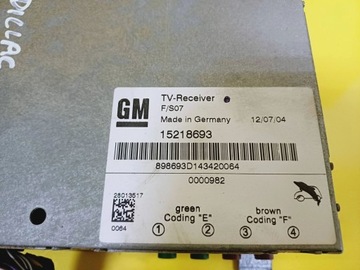 DILLAC
GM
TV-Receiver
F/S07
Made in Germany 12/07/04
15218693
898693D143420064
0000982
28013517
0064
green
Coding "E"
brown
Coding "F"
1 2 3 4